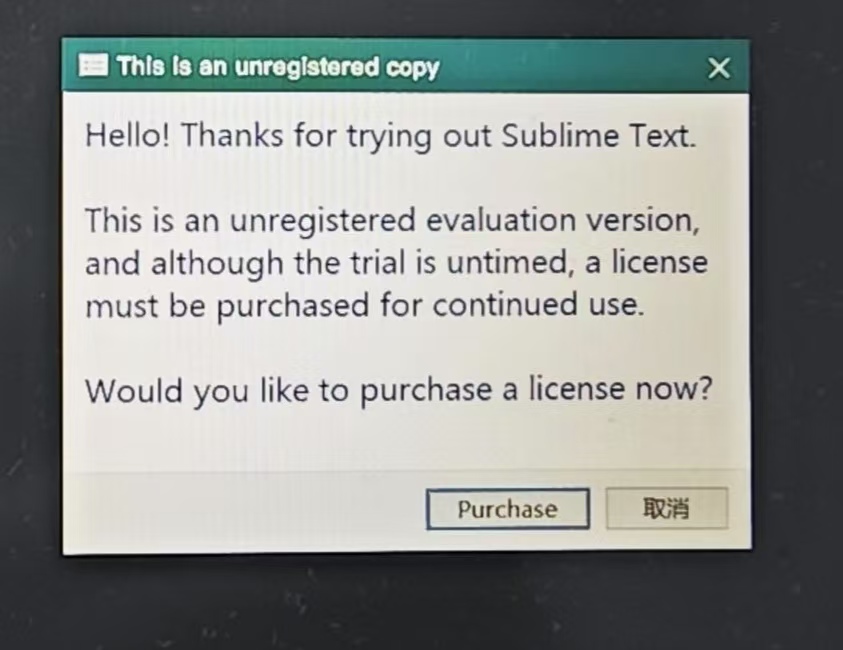 This is an unregistered copy
Hello! Thanks for trying out Sublime Text.
This is an unregistered evaluation version,
and although the trial is untimed, a license
must be purchased for continued use.
Would you like to purchase a license now?
Purchase 取消